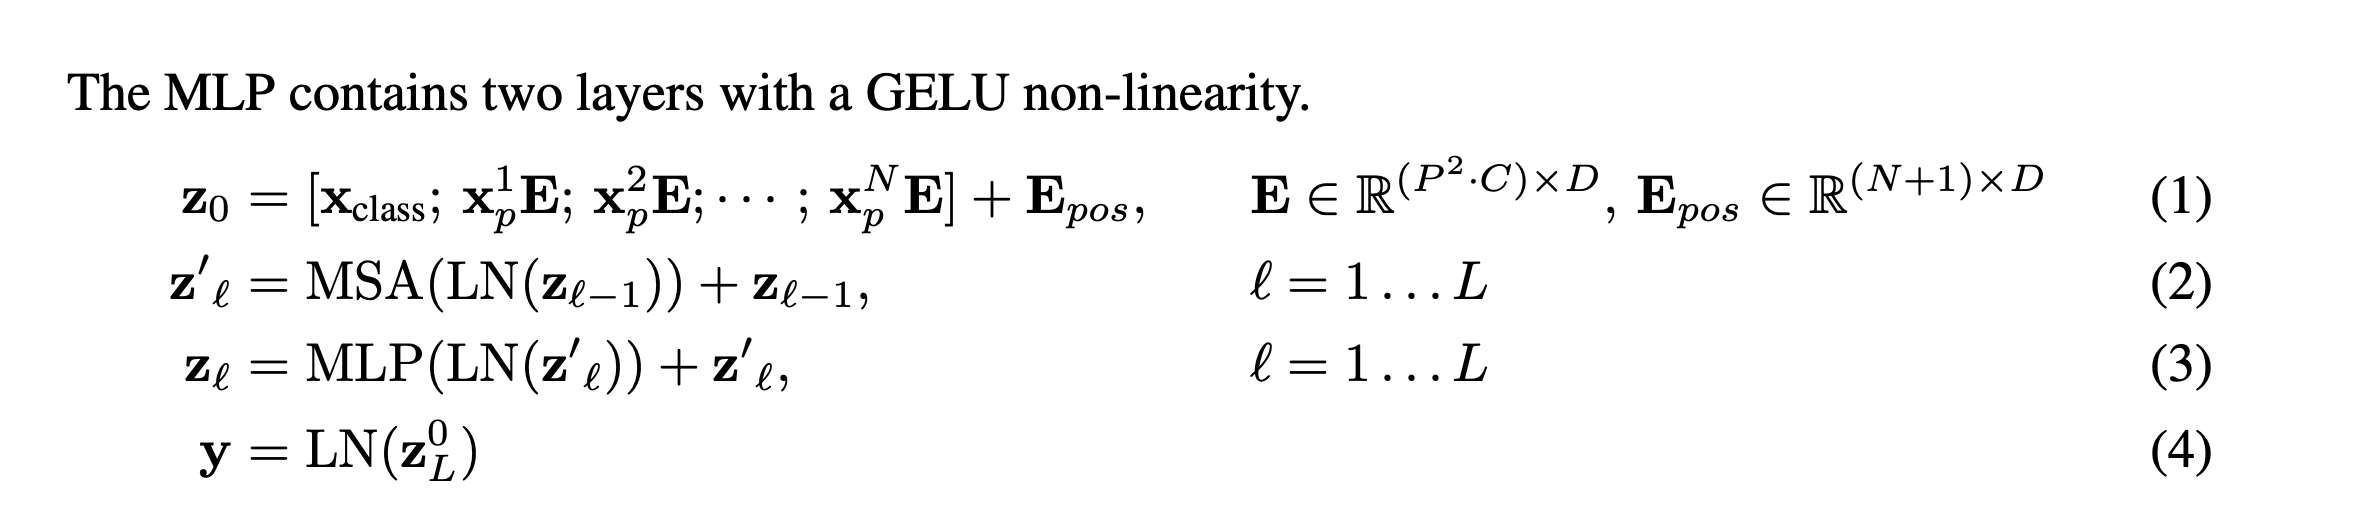 The MLP contains two layers with a GELU non-linearity.
$\mathbf{z}_0 = [\mathbf{x}_{\text{class}};\, \mathbf{x}_p^1\mathbf{E};\, \mathbf{x}_p^2\mathbf{E}; \cdots;\, \mathbf{x}_p^N\mathbf{E}] + \mathbf{E}_{pos}, \quad \mathbf{E} \in \mathbb{R}^{(P^2 \cdot C) \times D},\, \mathbf{E}_{pos} \in \mathbb{R}^{(N+1) \times D}$ (1)
$\mathbf{z}'_\ell = \text{MSA}(\text{LN}(\mathbf{z}_{\ell-1})) + \mathbf{z}_{\ell-1}, \quad \ell = 1 \ldots L$ (2)
$\mathbf{z}_\ell = \text{MLP}(\text{LN}(\mathbf{z}'_\ell)) + \mathbf{z}'_\ell, \quad \ell = 1 \ldots L$ (3)
$\mathbf{y} = \text{LN}(\mathbf{z}_L^0)$ (4)